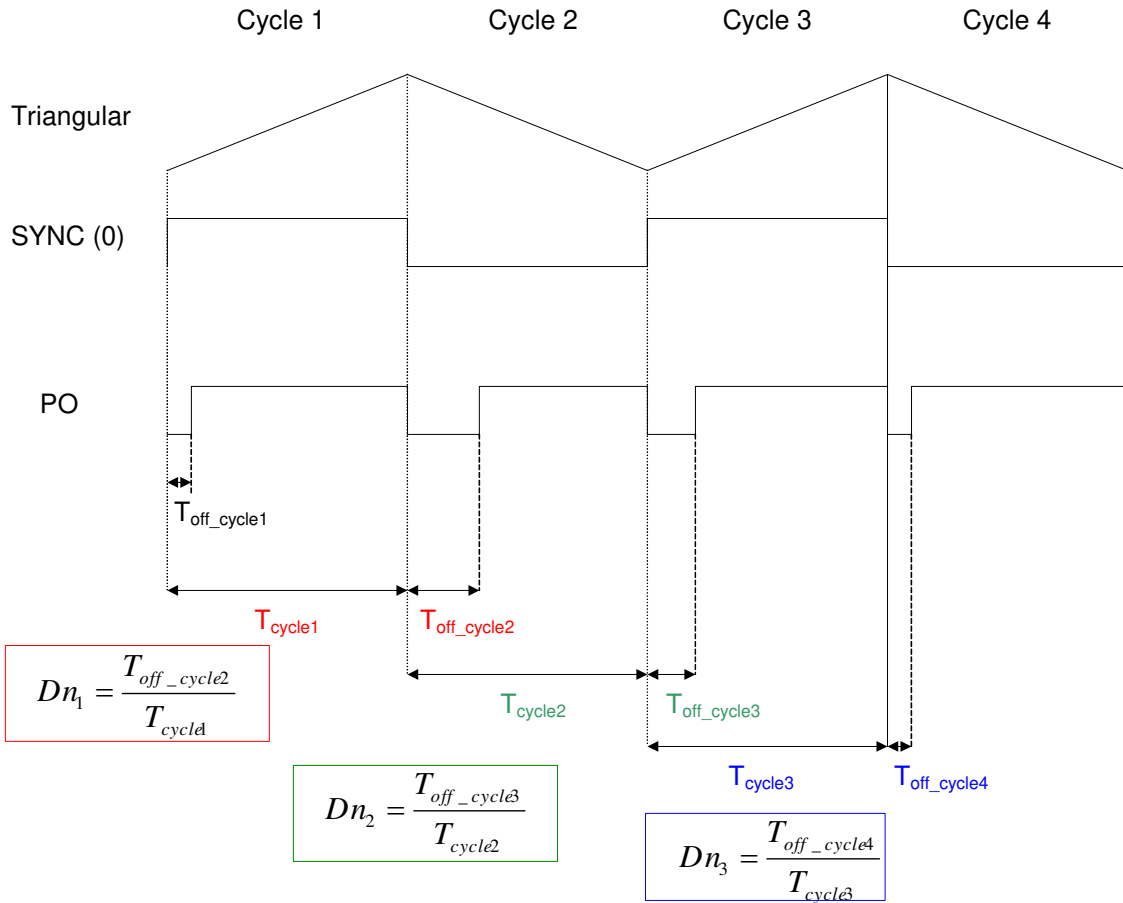 Cycle 1 Cycle 2 Cycle 3 Cycle 4
Triangular
SYNC (0)
PO
T_off_cycle1
T_cycle1 T_off_cycle2
T_cycle2 T_off_cycle3
T_cycle3 T_off_cycle4
Dn_1 = T_off_cycle2 / T_cycle1
Dn_2 = T_off_cycle3 / T_cycle2
Dn_3 = T_off_cycle4 / T_cycle3